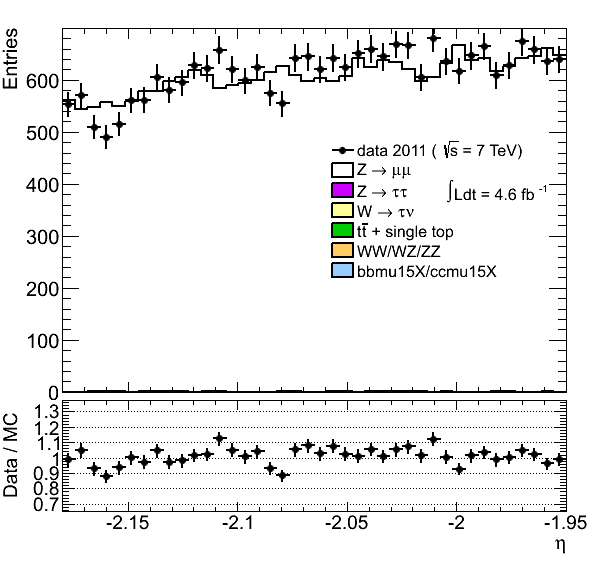 Entries
600
500
400
300
200
100
0
data 2011 ( √s = 7 TeV)
Z → μμ
Z → ττ
∫Ldt = 4.6 fb⁻¹
W → τν
tt̄ + single top
WW/WZ/ZZ
bbmu15X/ccmu15X
Data / MC
1.3
1.2
1.1
1.0
0.9
0.8
0.7
-2.15 -2.1 -2.05 -2 -1.95
η